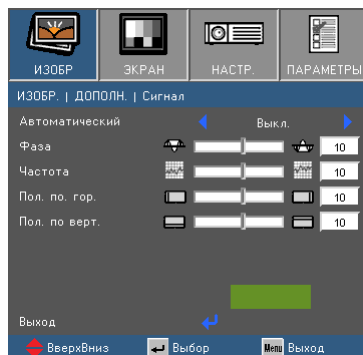 ИЗОБР ЭКРАН НАСТР. ПАРАМЕТРЫ
ИЗОБР. | ДОПОЛН. | Сигнал
Автоматический Выкл.
Фаза 10
Частота 10
Пол. по. гор. 10
Пол. по верт. 10
Выход
ВверхВниз Выбор Menu Выход